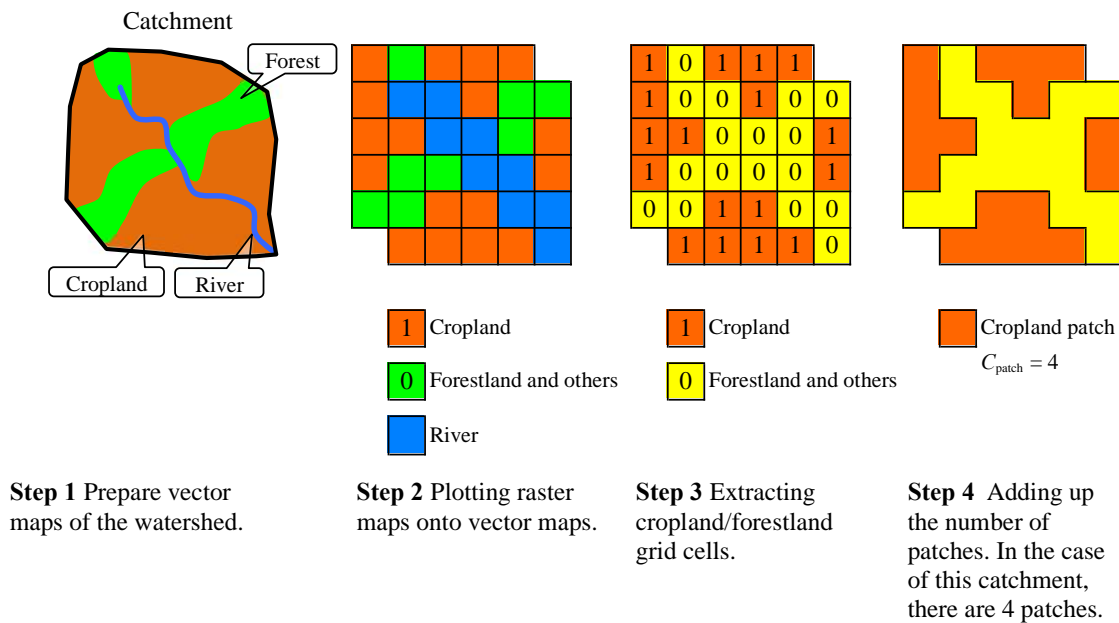 Catchment
Forest
Cropland
River
1 0 1 1 1
1 0 0 1 0 0
1 1 0 0 0 1
1 0 0 0 0 1
0 0 1 1 0 0
1 1 1 1 0
1 Cropland
0 Forestland and others
River
1 Cropland
0 Forestland and others
Cropland patch
C patch = 4
Step 1 Prepare vector
maps of the watershed.
Step 2 Plotting raster
maps onto vector maps.
Step 3 Extracting
cropland/forestland
grid cells.
Step 4 Adding up
the number of
patches. In the case
of this catchment,
there are 4 patches.